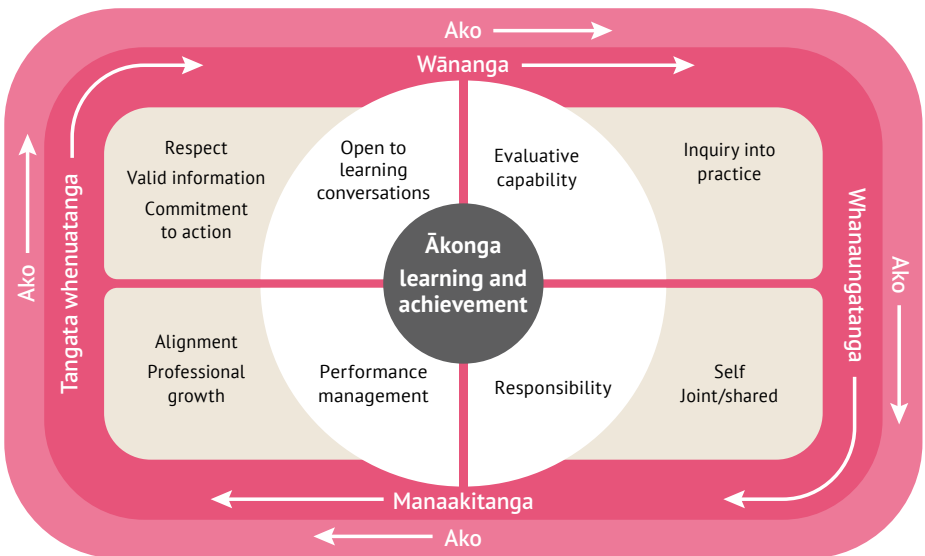 Ako
Wānanga
Respect
Valid information
Commitment
to action
Open to
learning
conversations
Evaluative
capability
Inquiry into
practice
Ako
Tangata whenuatanga
Ākonga
learning and
achievement
Whanaungatanga
Ako
Alignment
Professional
growth
Performance
management
Responsibility
Self
Joint/shared
Manaakitanga
Ako